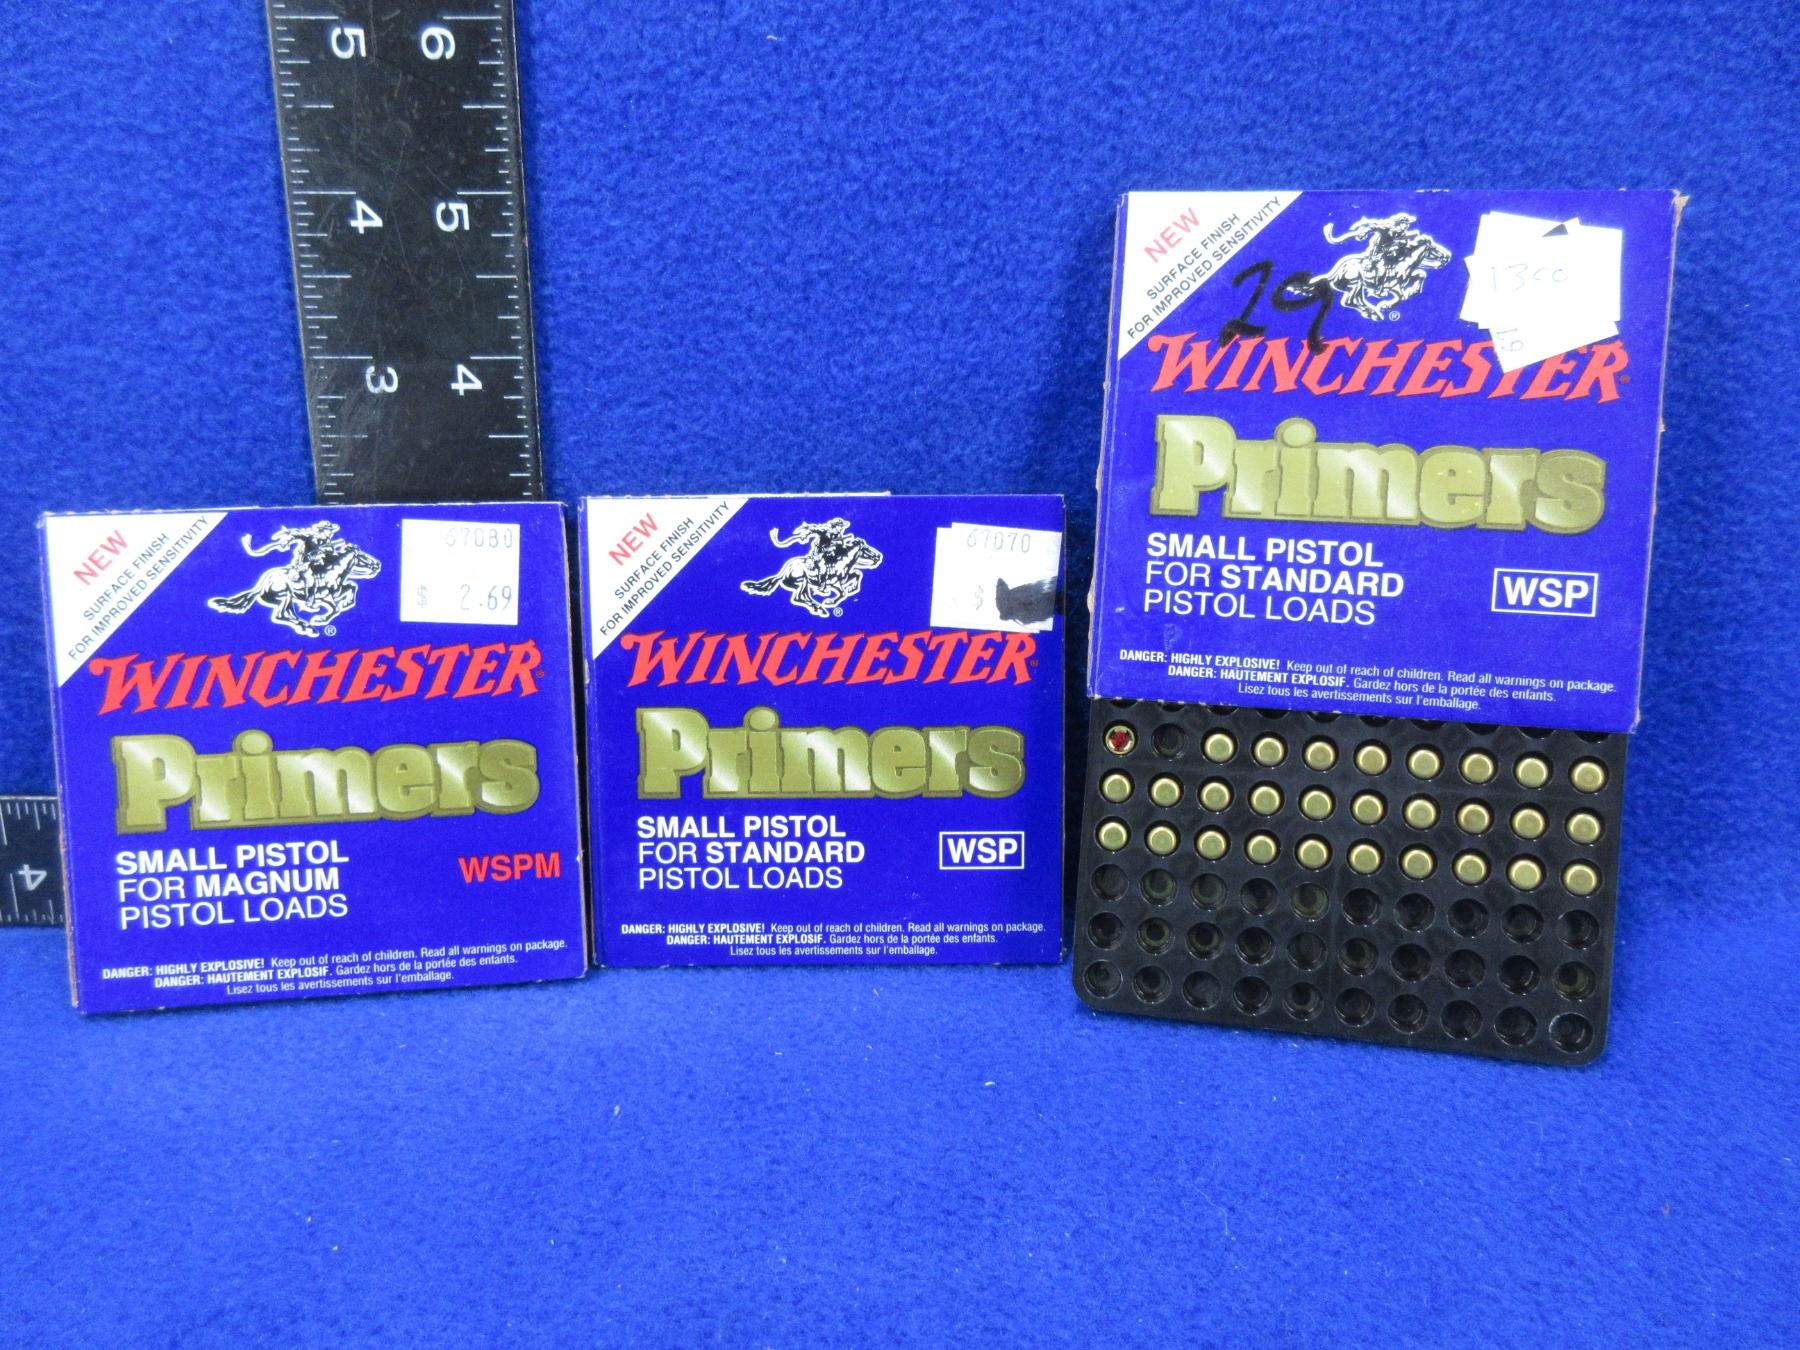 5 6
4 5
3 4
4
NEW
SURFACE FINISH
FOR IMPROVED SENSITIVITY
67080
$ 2.69
WINCHESTER
Primers
SMALL PISTOL
FOR MAGNUM
PISTOL LOADS
WSPM
DANGER: HIGHLY EXPLOSIVE! Keep out of reach of children. Read all warnings on package.
DANGER: HAUTEMENT EXPLOSIF. Gardez hors de la portée des enfants.
Lisez tous les avertissements sur l'emballage.
NEW
SURFACE FINISH
FOR IMPROVED SENSITIVITY
67070
$
WINCHESTER
Primers
SMALL PISTOL
FOR STANDARD
PISTOL LOADS
WSP
DANGER: HIGHLY EXPLOSIVE! Keep out of reach of children. Read all warnings on package.
DANGER: HAUTEMENT EXPLOSIF. Gardez hors de la portée des enfants.
Lisez tous les avertissements sur l'emballage.
NEW
SURFACE FINISH
FOR IMPROVED SENSITIVITY
29
1300
WINCHESTER
Primers
SMALL PISTOL
FOR STANDARD
PISTOL LOADS
WSP
DANGER: HIGHLY EXPLOSIVE! Keep out of reach of children. Read all warnings on package.
DANGER: HAUTEMENT EXPLOSIF. Gardez hors de la portée des enfants.
Lisez tous les avertissements sur l'emballage.